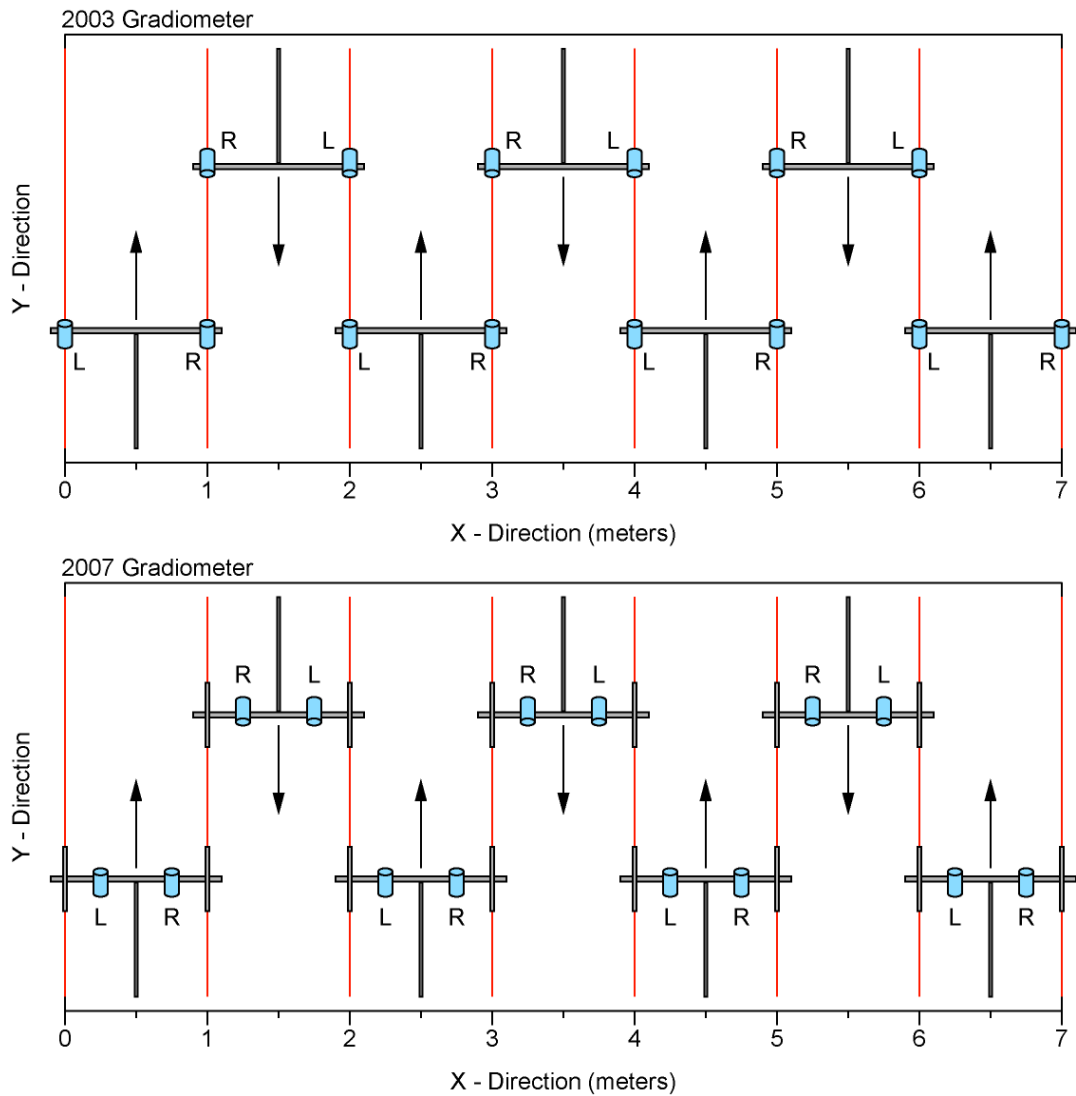 2003 Gradiometer
R L R L R L
Y - Direction
L R L R L R L R
0 1 2 3 4 5 6 7
X - Direction (meters)
2007 Gradiometer
R L R L R L
Y - Direction
L R L R L R L R
0 1 2 3 4 5 6 7
X - Direction (meters)